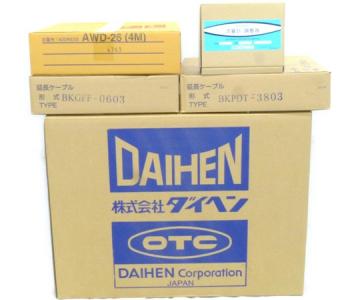 AWD-26 (4M)
延長ケーブル
形 式
TYPE
BKGFF-0603
延長ケーブル
形 式
TYPE
BKPDT-3803
DAIHEN
株式会社ダイヘン
OTC
DAIHEN Corporation
JAPAN